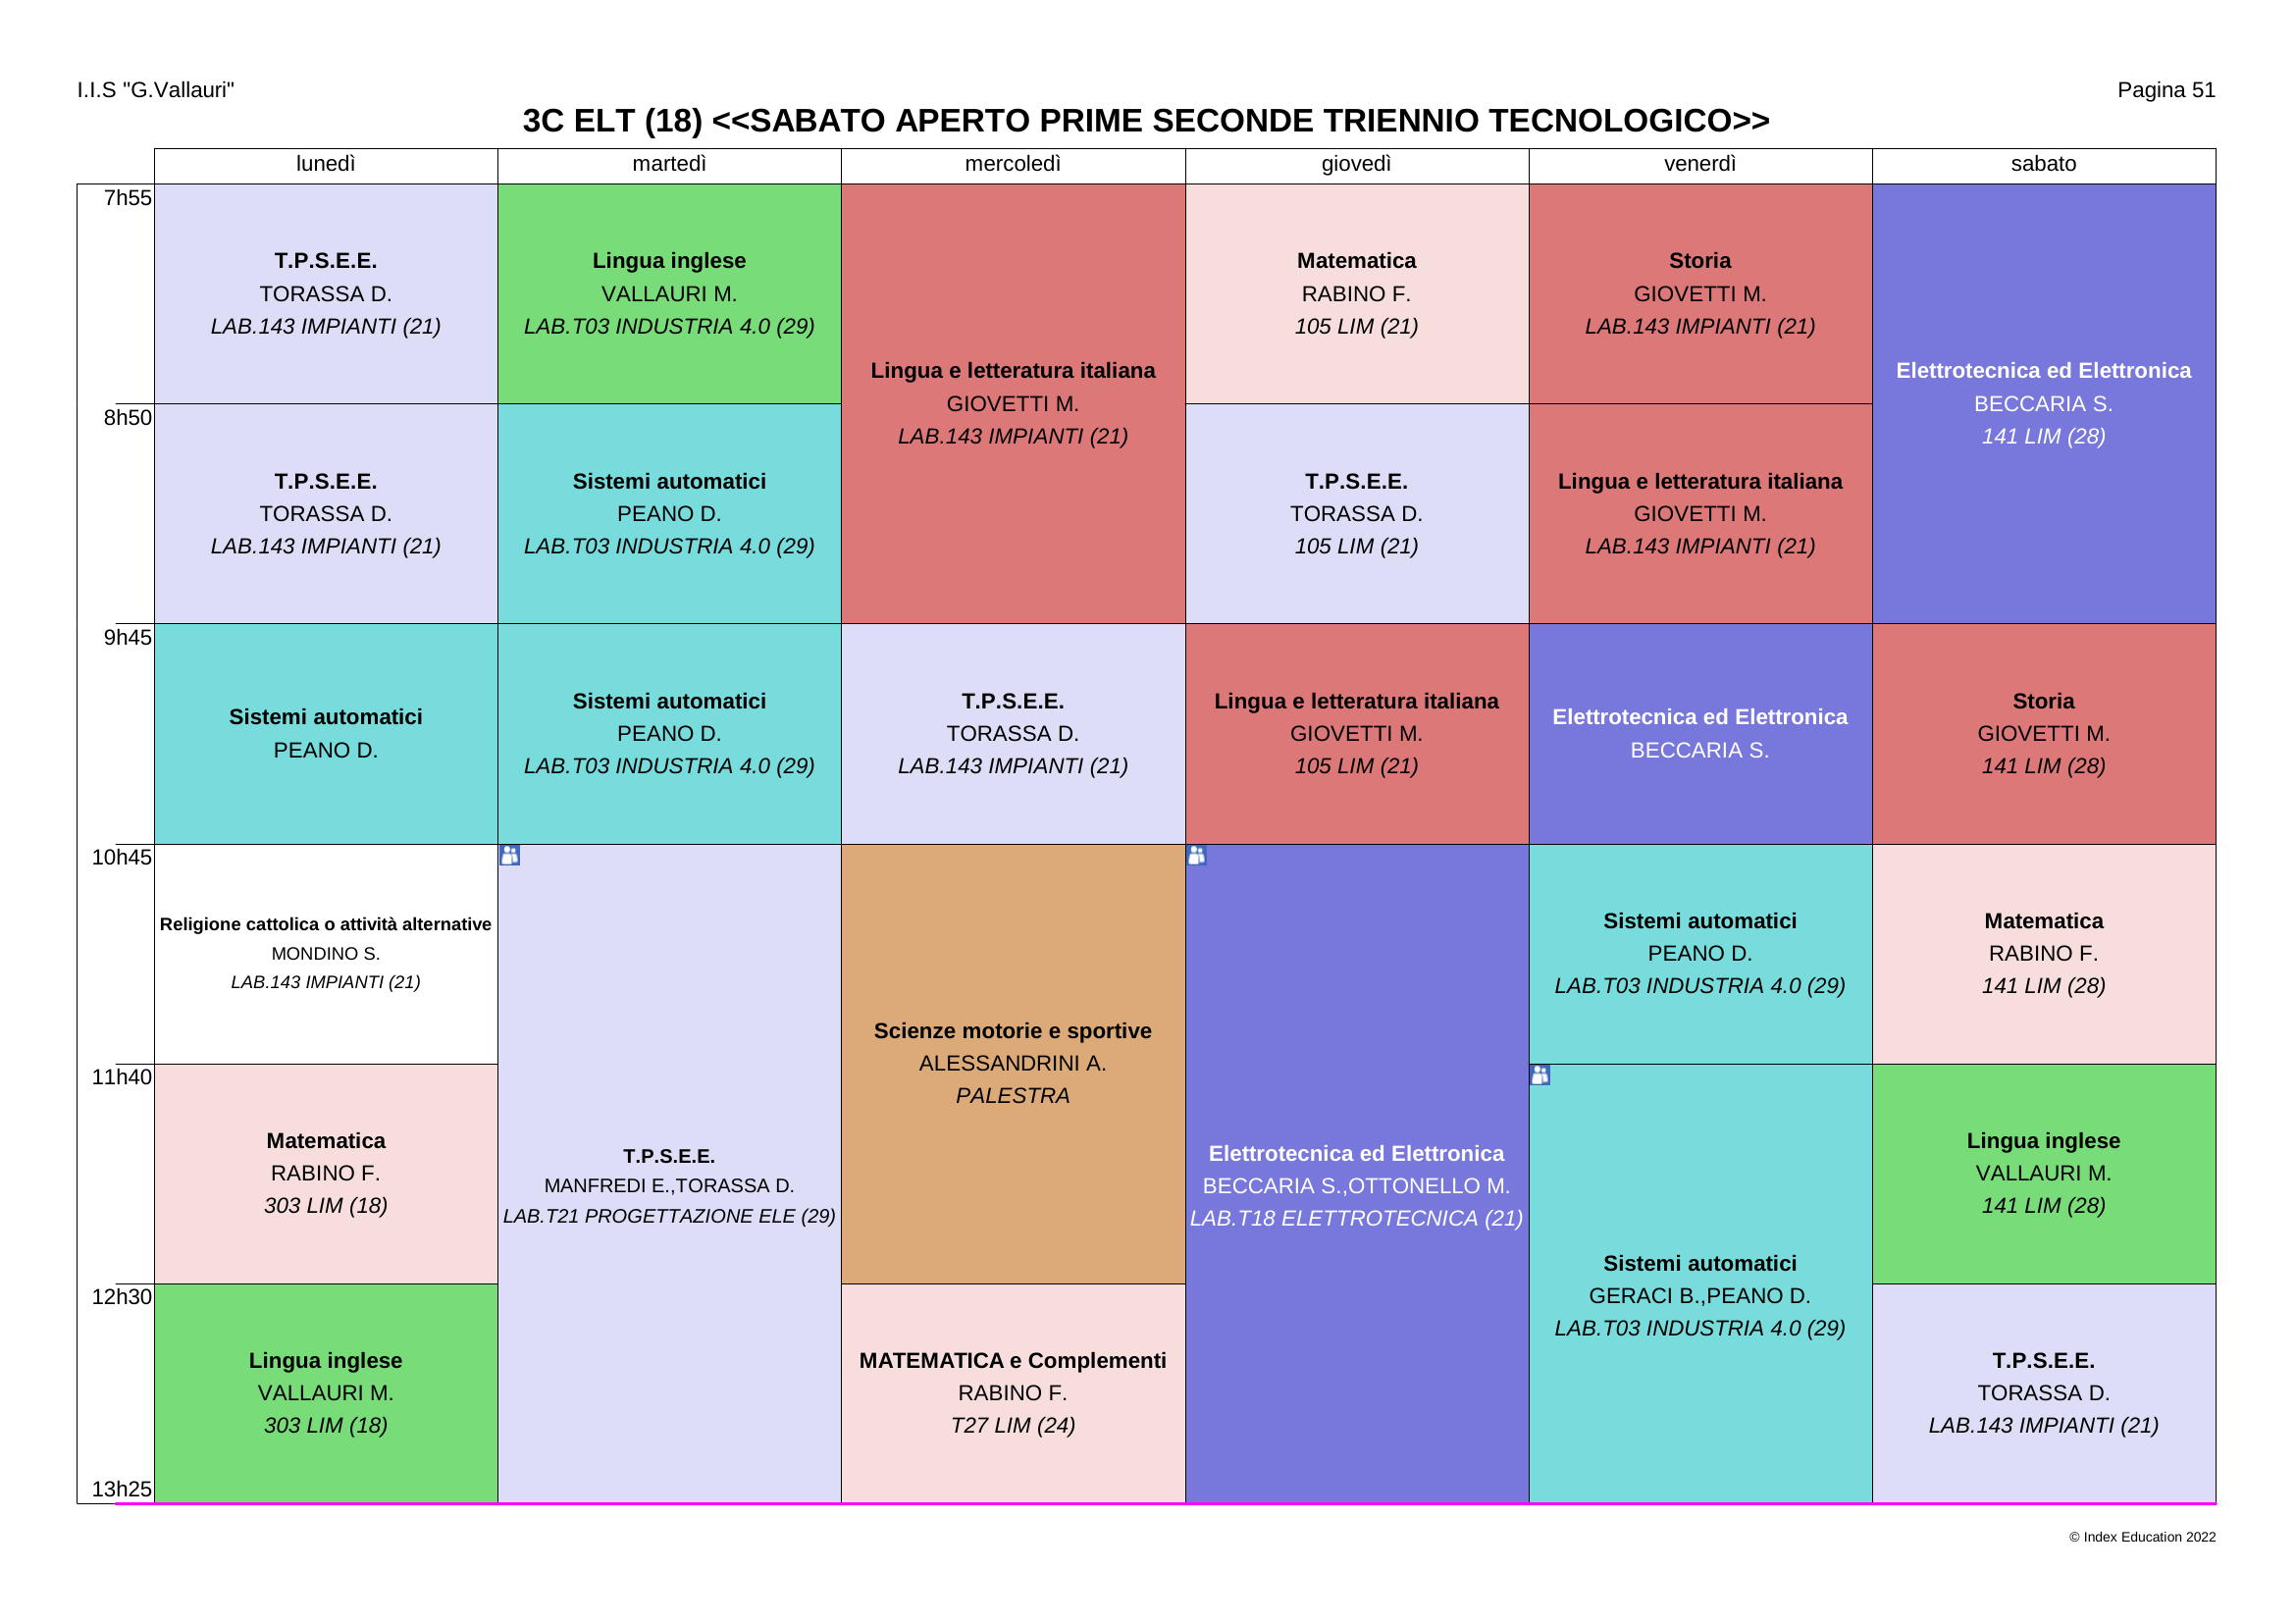 I.I.S "G.Vallauri"
Pagina 51
3C ELT (18) <<SABATO APERTO PRIME SECONDE TRIENNIO TECNOLOGICO>>
lunedì
martedì
mercoledì
giovedì
venerdì
sabato
7h55
8h50
9h45
10h45
11h40
12h30
13h25
T.P.S.E.E.
TORASSA D.
LAB.143 IMPIANTI (21)
T.P.S.E.E.
TORASSA D.
LAB.143 IMPIANTI (21)
Sistemi automatici
PEANO D.
Religione cattolica o attività alternative
MONDINO S.
LAB.143 IMPIANTI (21)
Matematica
RABINO F.
303 LIM (18)
Lingua inglese
VALLAURI M.
303 LIM (18)
Lingua inglese
VALLAURI M.
LAB.T03 INDUSTRIA 4.0 (29)
Sistemi automatici
PEANO D.
LAB.T03 INDUSTRIA 4.0 (29)
Sistemi automatici
PEANO D.
LAB.T03 INDUSTRIA 4.0 (29)
T.P.S.E.E.
MANFREDI E.,TORASSA D.
LAB.T21 PROGETTAZIONE ELE (29)
Lingua e letteratura italiana
GIOVETTI M.
LAB.143 IMPIANTI (21)
T.P.S.E.E.
TORASSA D.
LAB.143 IMPIANTI (21)
Scienze motorie e sportive
ALESSANDRINI A.
PALESTRA
MATEMATICA e Complementi
RABINO F.
T27 LIM (24)
Matematica
RABINO F.
105 LIM (21)
T.P.S.E.E.
TORASSA D.
105 LIM (21)
Lingua e letteratura italiana
GIOVETTI M.
105 LIM (21)
Elettrotecnica ed Elettronica
BECCARIA S.,OTTONELLO M.
LAB.T18 ELETTROTECNICA (21)
Storia
GIOVETTI M.
LAB.143 IMPIANTI (21)
Lingua e letteratura italiana
GIOVETTI M.
LAB.143 IMPIANTI (21)
Elettrotecnica ed Elettronica
BECCARIA S.
Sistemi automatici
PEANO D.
LAB.T03 INDUSTRIA 4.0 (29)
Sistemi automatici
GERACI B.,PEANO D.
LAB.T03 INDUSTRIA 4.0 (29)
Elettrotecnica ed Elettronica
BECCARIA S.
141 LIM (28)
Storia
GIOVETTI M.
141 LIM (28)
Matematica
RABINO F.
141 LIM (28)
Lingua inglese
VALLAURI M.
141 LIM (28)
T.P.S.E.E.
TORASSA D.
LAB.143 IMPIANTI (21)
© Index Education 2022